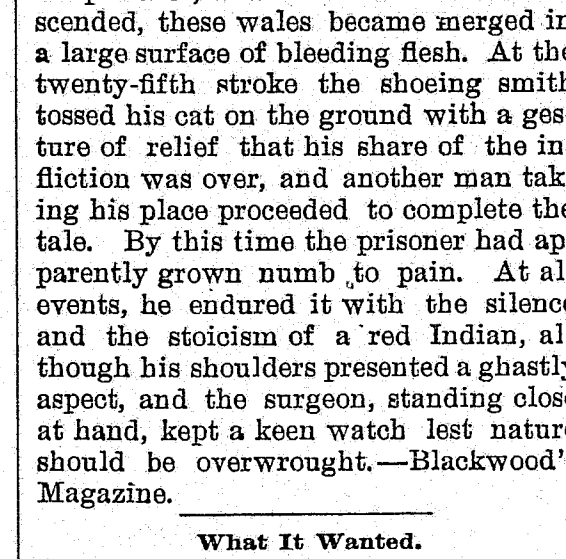 scended, these wales became merged in
a large surface of bleeding flesh. At the
twenty-fifth stroke the shoeing smith
tossed his cat on the ground with a ges
ture of relief that his share of the in
fliction was over, and another man tak
ing his place proceeded to complete the
tale. By this time the prisoner had ap
parently grown numb to pain. At al
events, he endured it with the silence
and the stoicism of a red Indian, al
though his shoulders presented a ghastly
aspect, and the surgeon, standing clos
at hand, kept a keen watch lest natur
should be overwrought.—Blackwood'
Magazine.
What It Wanted.